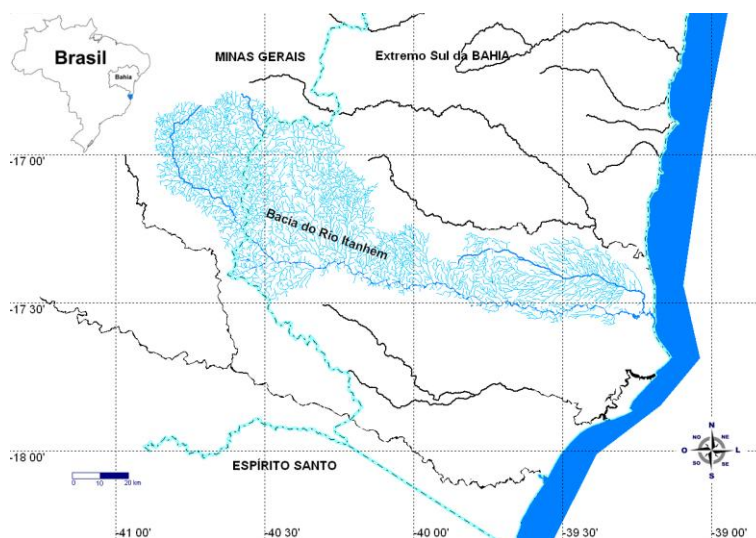 Brasil
Bahia
MINAS GERAIS
Extremo Sul da BAHIA
-17 00'
Bacia do Rio Itanhém
-17 30'
-18 00'
ESPÍRITO SANTO
N
NO NE
O L
SO SE
S
0 10 20 km
-41 00'
-40 30'
-40 00'
-39 30'
-39 00'